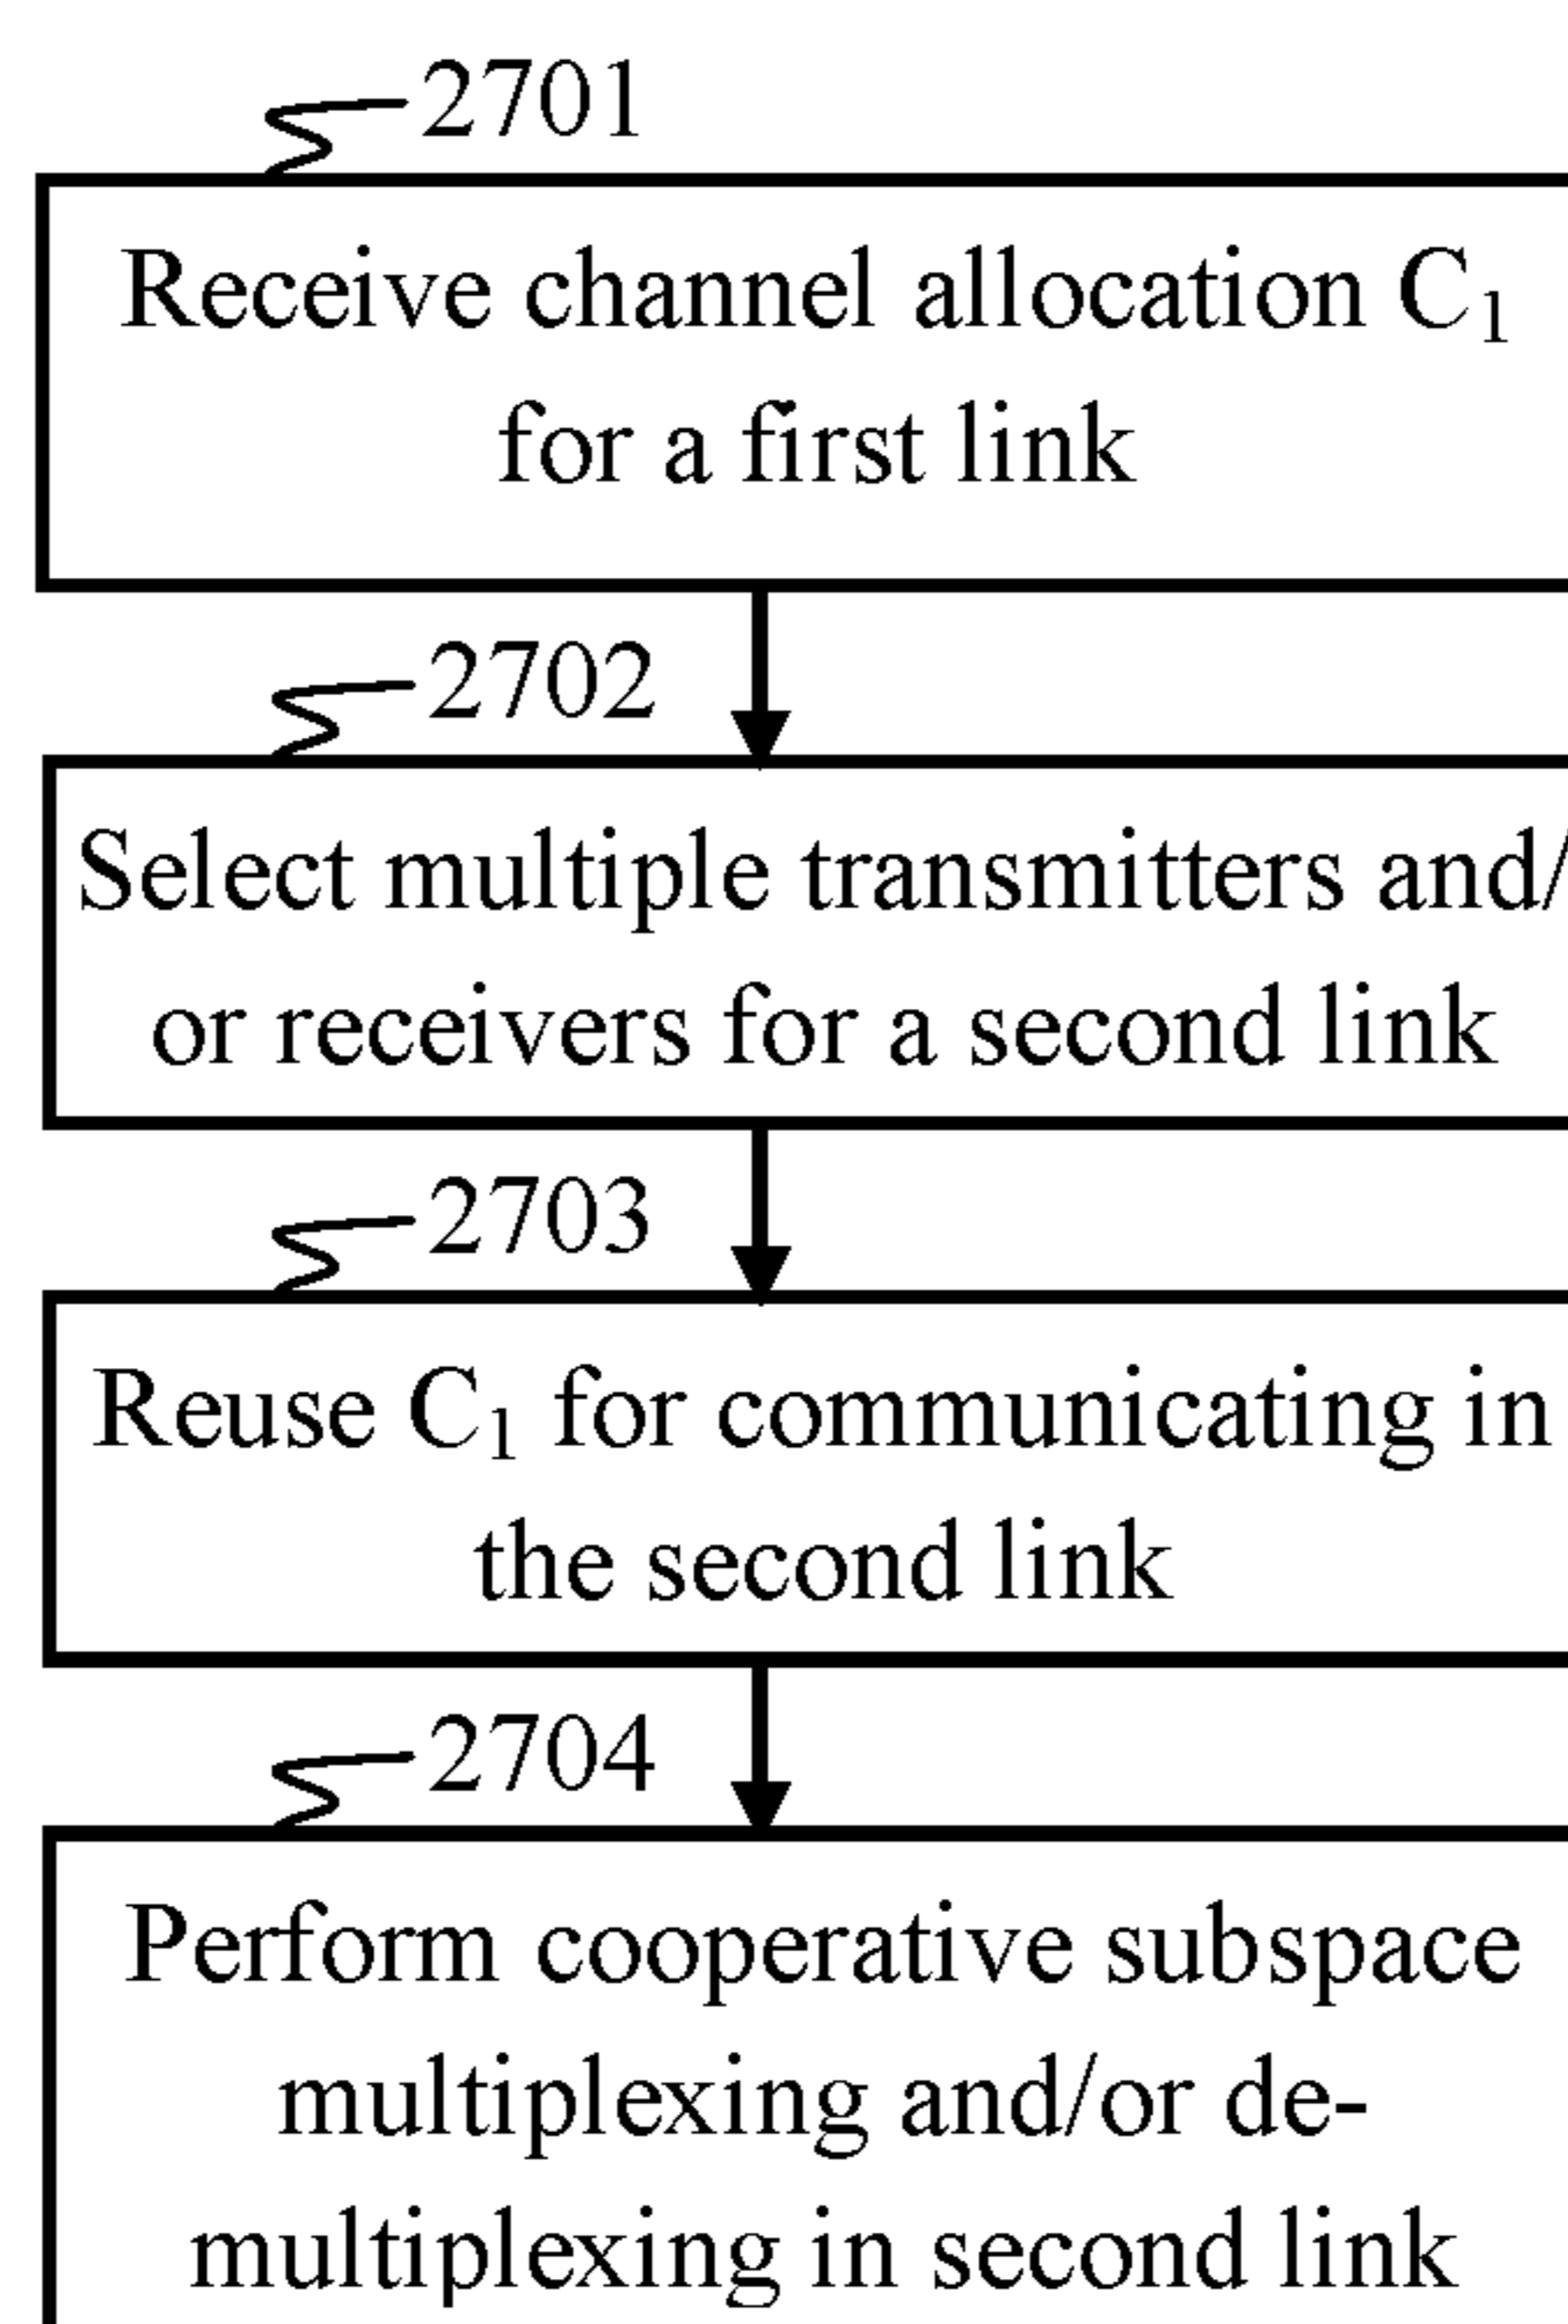 2701
Receive channel allocation C₁
for a first link
2702
Select multiple transmitters and/
or receivers for a second link
2703
Reuse C₁ for communicating in
the second link
2704
Perform cooperative subspace
multiplexing and/or de-
multiplexing in second link